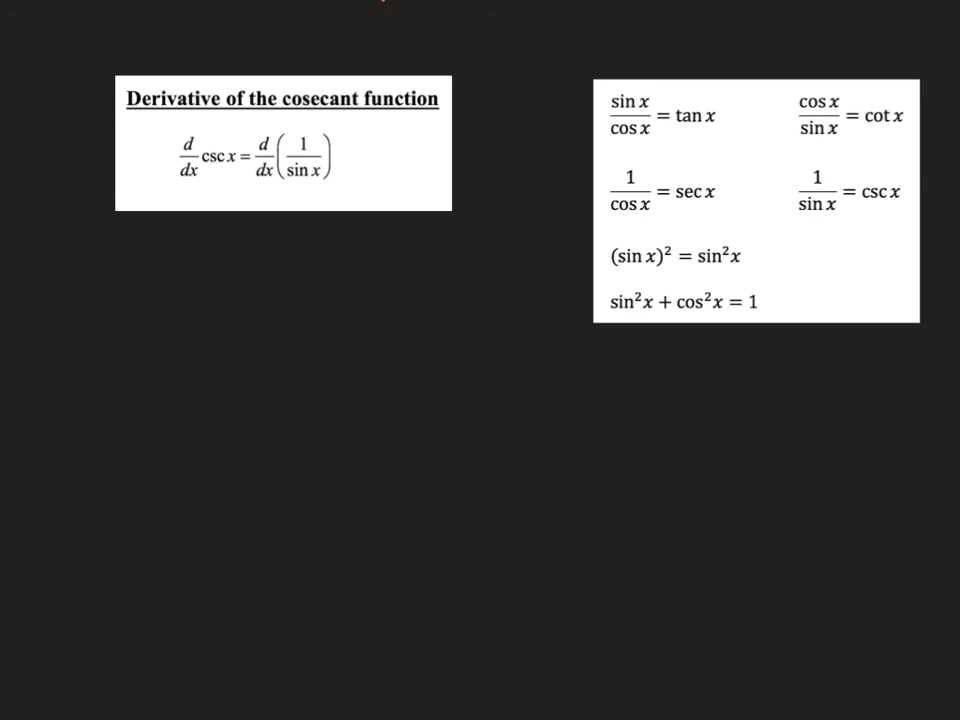 Derivative of the cosecant function
d/dx csc x = d/dx (1/sin x)
sin x/cos x = tan x
cos x/sin x = cot x
1/cos x = sec x
1/sin x = csc x
(sin x)² = sin²x
sin²x + cos²x = 1